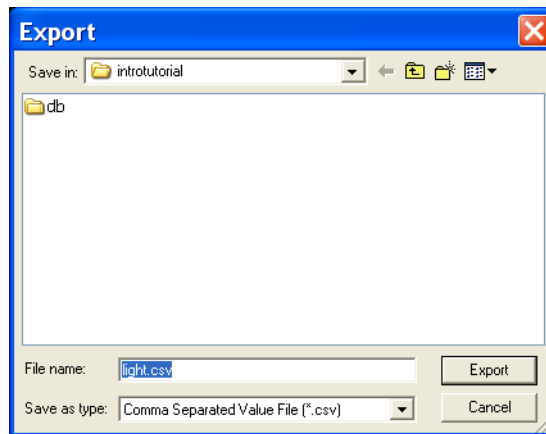 Export
Save in: introtutorial
db
File name: light.csv Export
Save as type: Comma Separated Value File (*.csv) Cancel